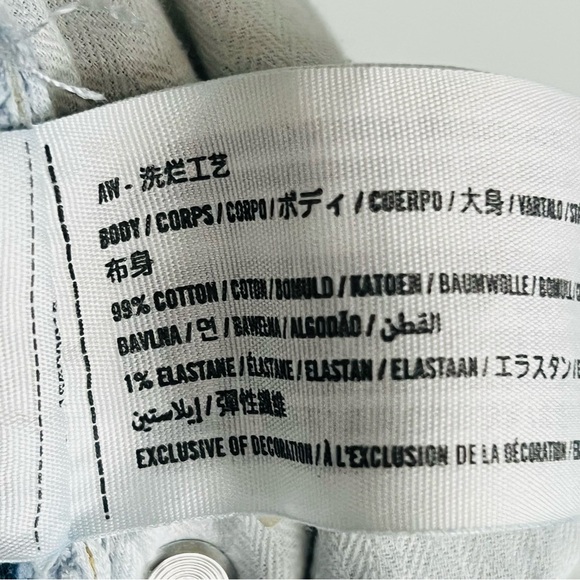 AW - 洗烂工艺
BODY / CORPS / CORPO / ボディ / CUERPO / 大身 / VARTALO /
布身
99% COTTON / COTON / BOMULD / KATOEN / BAUMWOLLE /
BAVLNA / 면 / BAWEŁNA / ALGODÃO / القطن
1% ELASTANE / ÉLASTANE / ELASTAN / ELASTAAN / エラスタン /
إيلاستين / 彈性纖維
EXCLUSIVE OF DECORATION / À L'EXCLUSION DE LA DÉCORATION /